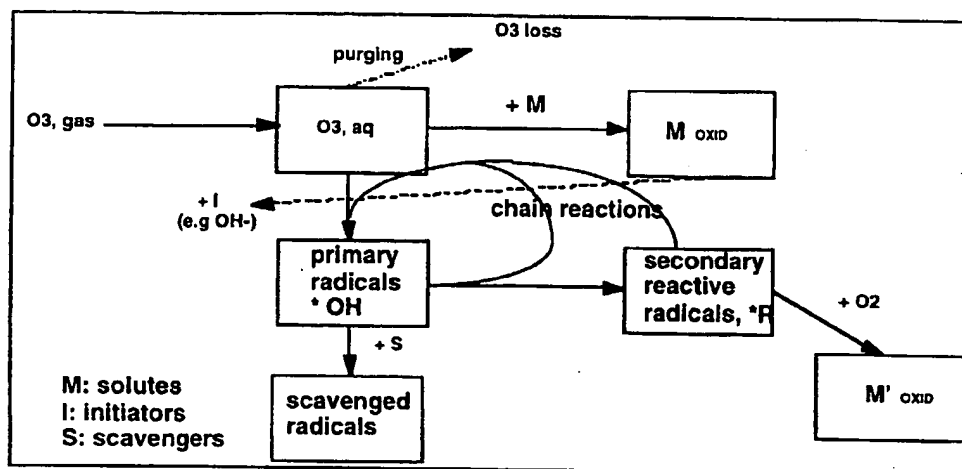 O3 loss
purging
O3, gas
O3, aq
+ M
M OXID
+ I
(e.g OH-)
chain reactions
primary
radicals
* OH
secondary
reactive
radicals, *R
+ O2
+ S
M: solutes
I: initiators
S: scavengers
scavenged
radicals
M' OXID